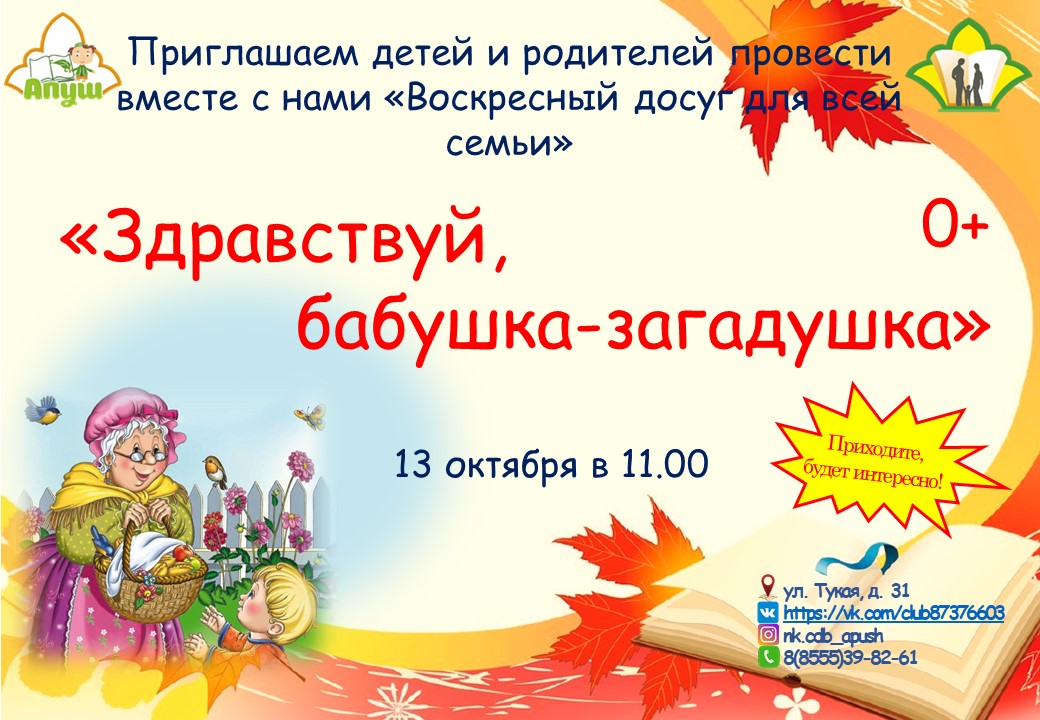 Апуш
Приглашаем детей и родителей провести
вместе с нами «Воскресный досуг для всей
семьи»
«Здравствуй,
0+
бабушка-загадушка»
13 октября в 11.00
Приходите,
будет интересно!
ул. Тукая, д. 31
https://vk.com/club87376603
nk.cdb_apush
8(8555)39-82-61